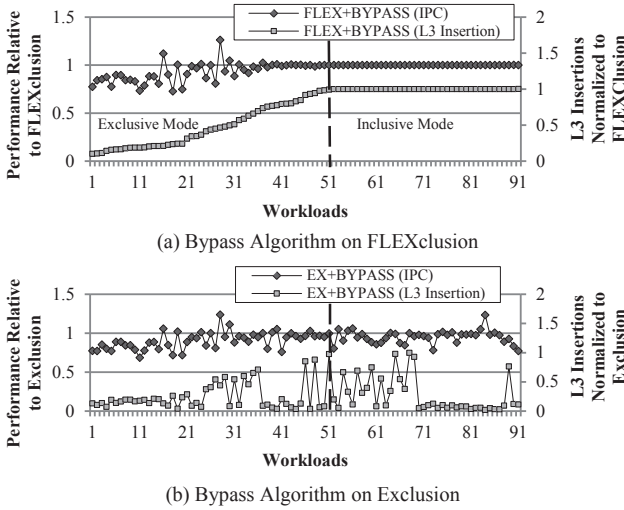 FLEX+BYPASS (IPC)
FLEX+BYPASS (L3 Insertion)
Performance Relative
to FLEXclusion
1.5
1
0.5
0
2
1.5
1
0.5
0
L3 Insertions
Normalized to
FLEXClusion
Exclusive Mode
Inclusive Mode
1 11 21 31 41 51 61 71 81 91
Workloads
(a) Bypass Algorithm on FLEXclusion
EX+BYPASS (IPC)
EX+BYPASS (L3 Insertion)
Performance Relative
to Exclusion
1.5
1
0.5
0
2
1.5
1
0.5
0
L3 Insertions
Normalized to
Exclusion
1 11 21 31 41 51 61 71 81 91
Workloads
(b) Bypass Algorithm on Exclusion